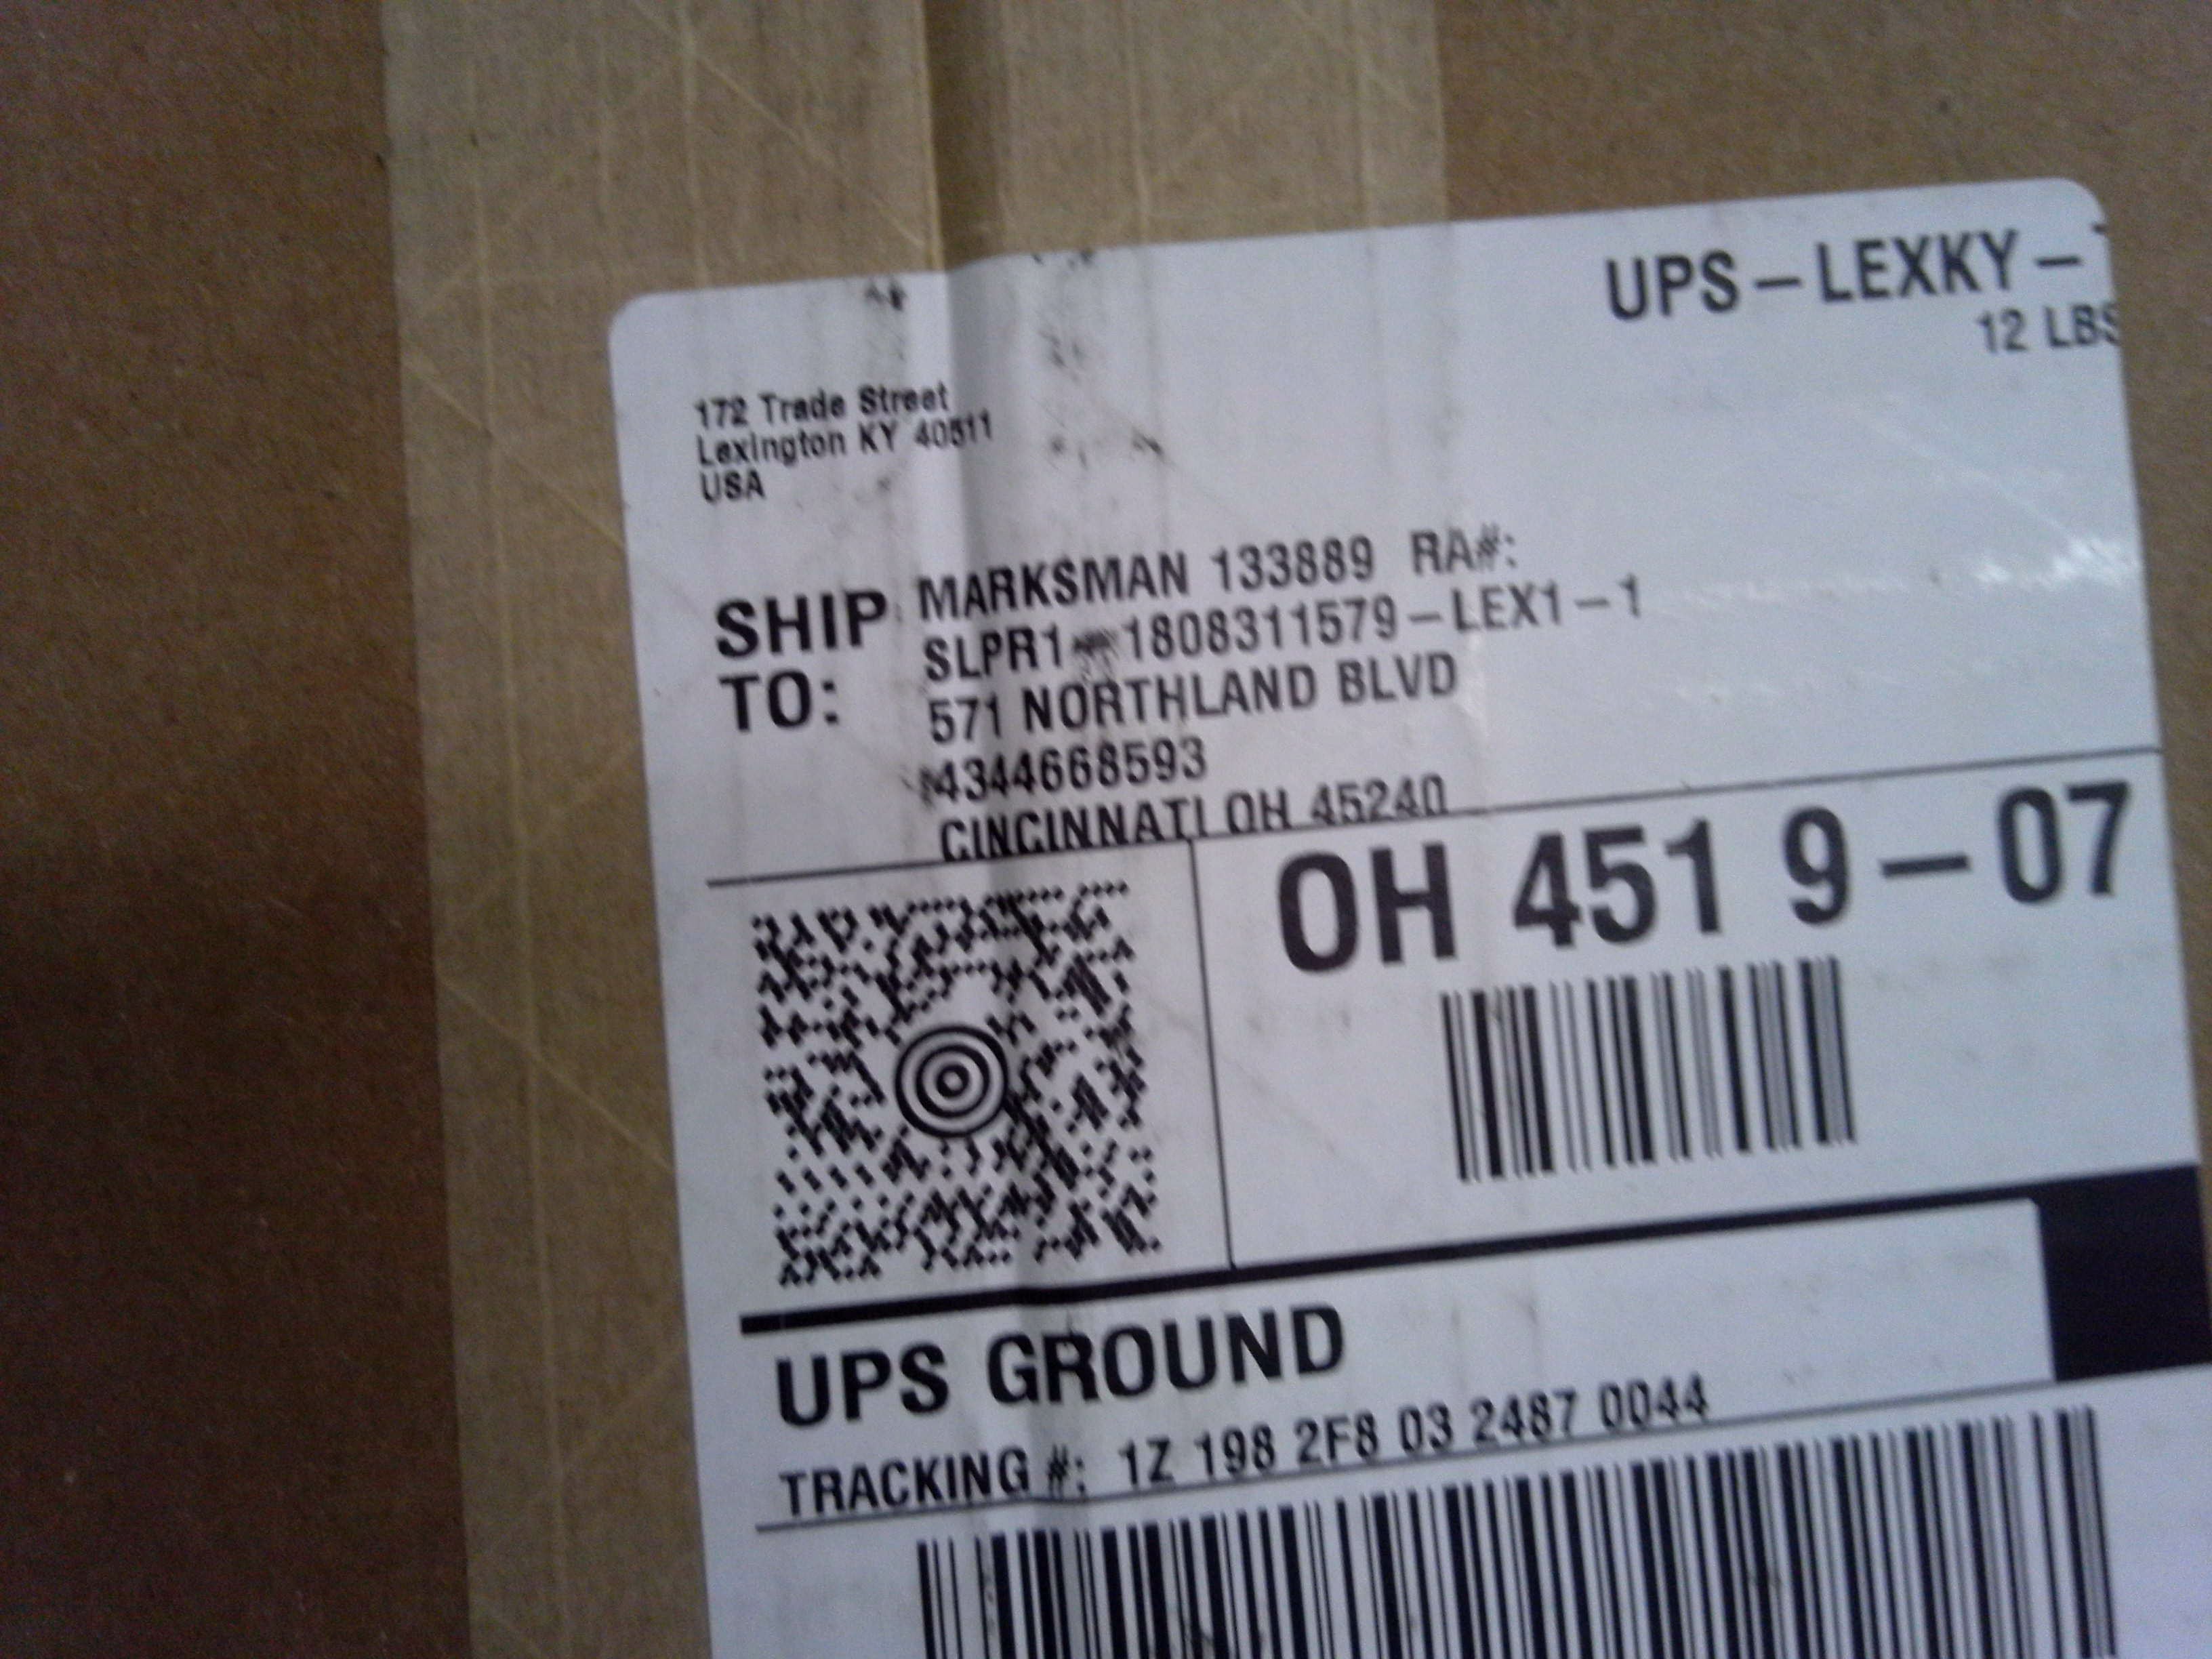 UPS-LEXKY-
12 LBS
172 Trade Street
Lexington KY 40511
USA
SHIP TO:
MARKSMAN 133889 RA#:
SLPR1-1808311579-LEX1-1
571 NORTHLAND BLVD
4344668593
CINCINNATI OH 45240
OH 451 9-07
UPS GROUND
TRACKING #: 1Z 198 2F8 03 2487 0044